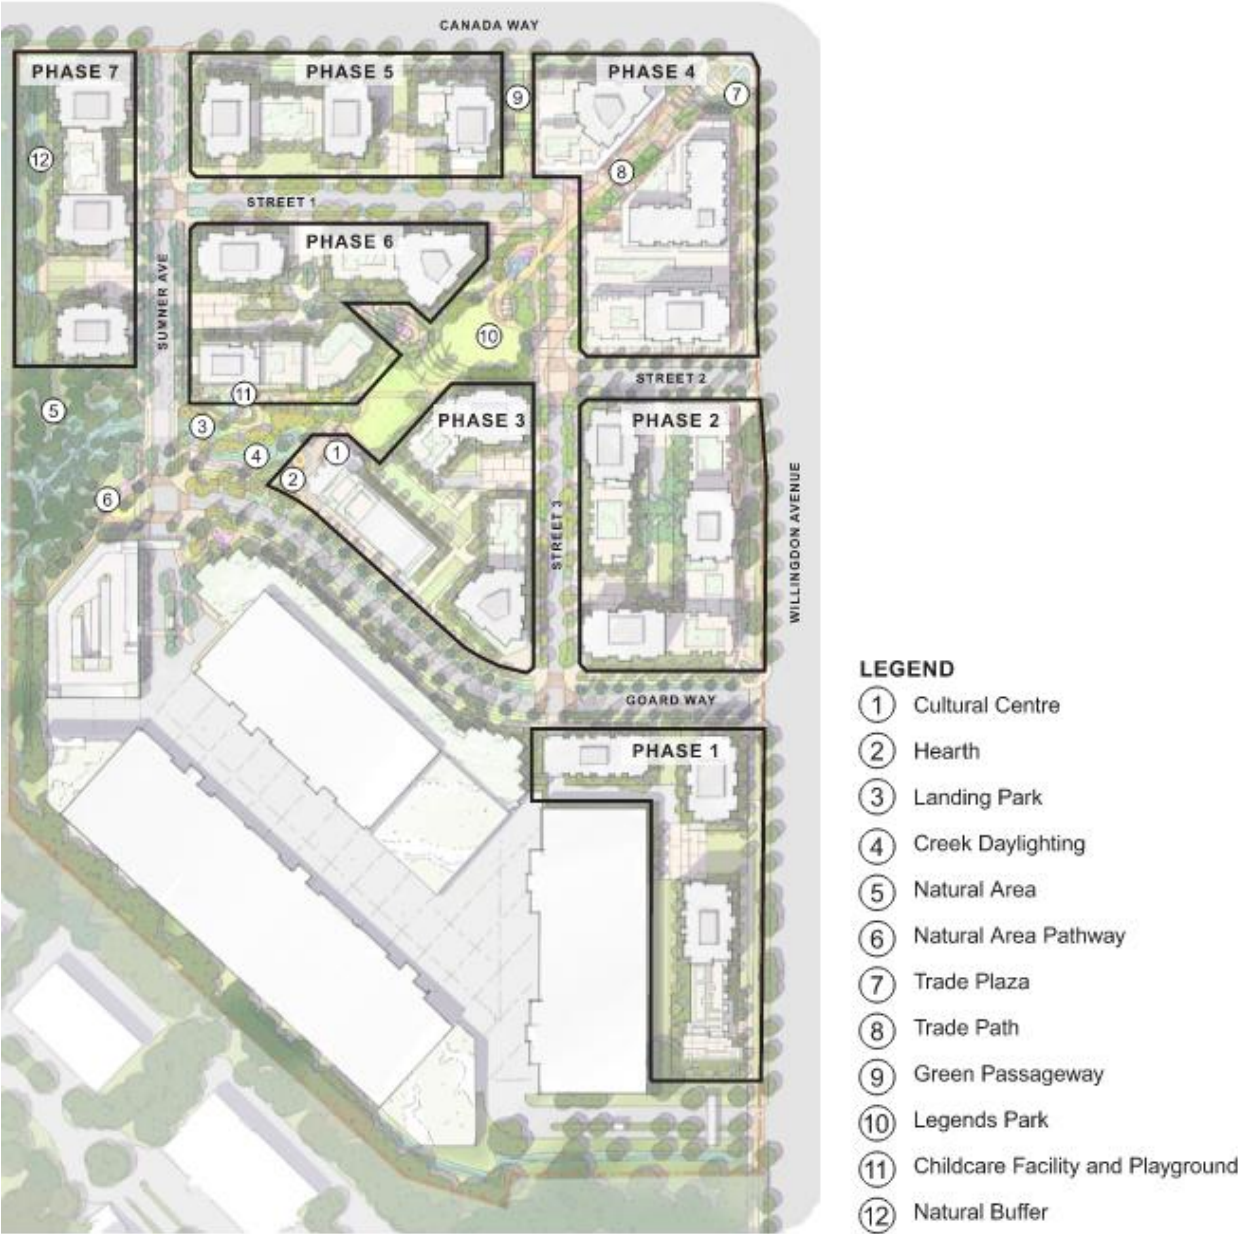 CANADA WAY
PHASE 7
PHASE 5
PHASE 4
9
7
12
8
STREET 1
PHASE 6
SUMNER AVE
10
STREET 2
11
5
3
PHASE 3
PHASE 2
4
1
2
6
STREET 3
WILLINGDON AVENUE
GOARD WAY
PHASE 1
LEGEND
1 Cultural Centre
2 Hearth
3 Landing Park
4 Creek Daylighting
5 Natural Area
6 Natural Area Pathway
7 Trade Plaza
8 Trade Path
9 Green Passageway
10 Legends Park
11 Childcare Facility and Playground
12 Natural Buffer